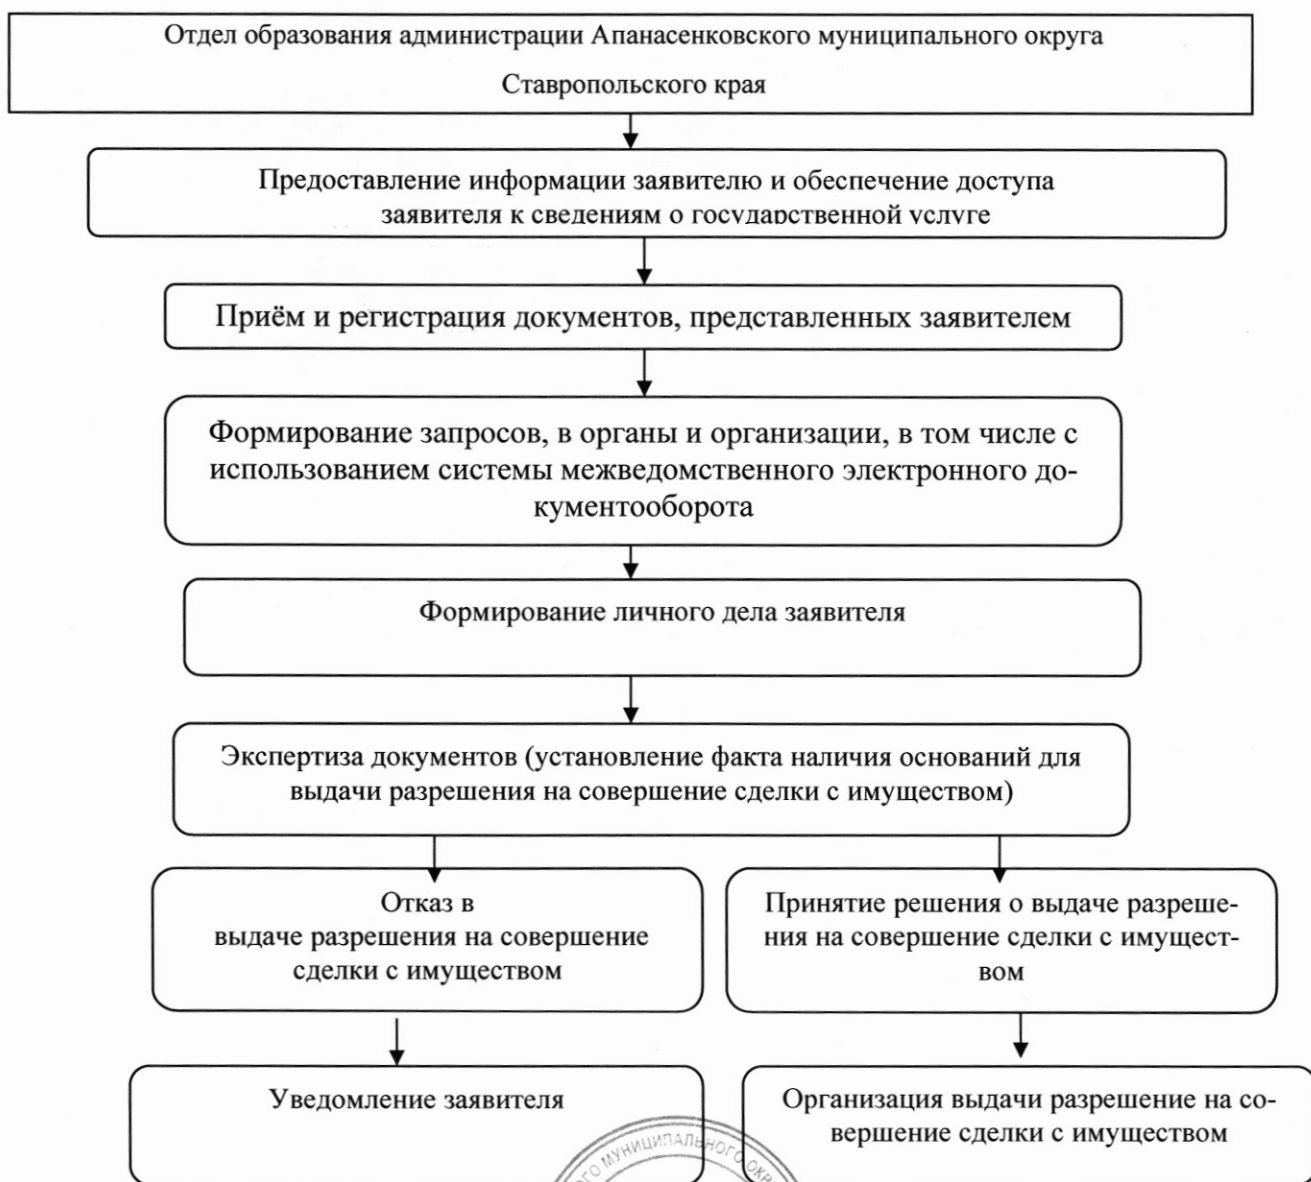 Отдел образования администрации Апанасенковского муниципального округа
Ставропольского края
Предоставление информации заявителю и обеспечение доступа
заявителя к сведениям о государственной услуге
Приём и регистрация документов, представленных заявителем
Формирование запросов, в органы и организации, в том числе с
использованием системы межведомственного электронного до-
кументооборота
Формирование личного дела заявителя
Экспертиза документов (установление факта наличия оснований для
выдачи разрешения на совершение сделки с имуществом)
Отказ в
выдаче разрешения на совершение
сделки с имуществом
Принятие решения о выдаче разреше-
ния на совершение сделки с имущест-
вом
Уведомление заявителя
Организация выдачи разрешение на со-
вершение сделки с имуществом
МУНИЦИПАЛЬНОГО